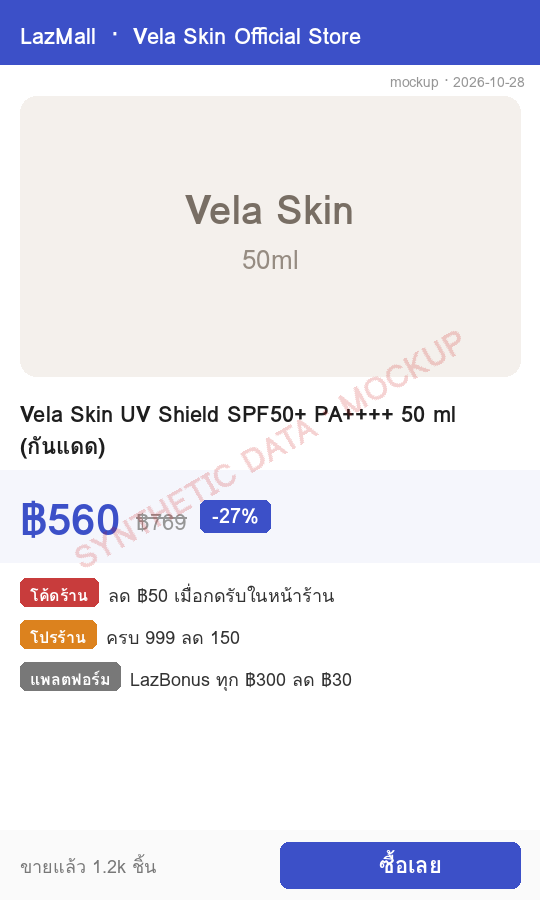 LazMall · Vela Skin Official Store
mockup · 2026-10-28
Vela Skin
50ml
Vela Skin UV Shield SPF50+ PA++++ 50 ml
(กันแดด)
฿560 ฿769 -27%
SYNTHETIC DATA MOCKUP
โค้ดร้าน ลด ฿50 เมื่อกดรับในหน้าร้าน
โปรร้าน ครบ 999 ลด 150
แพลตฟอร์ม LazBonus ทุก ฿300 ลด ฿30
ขายแล้ว 1.2k ชิ้น ซื้อเลย